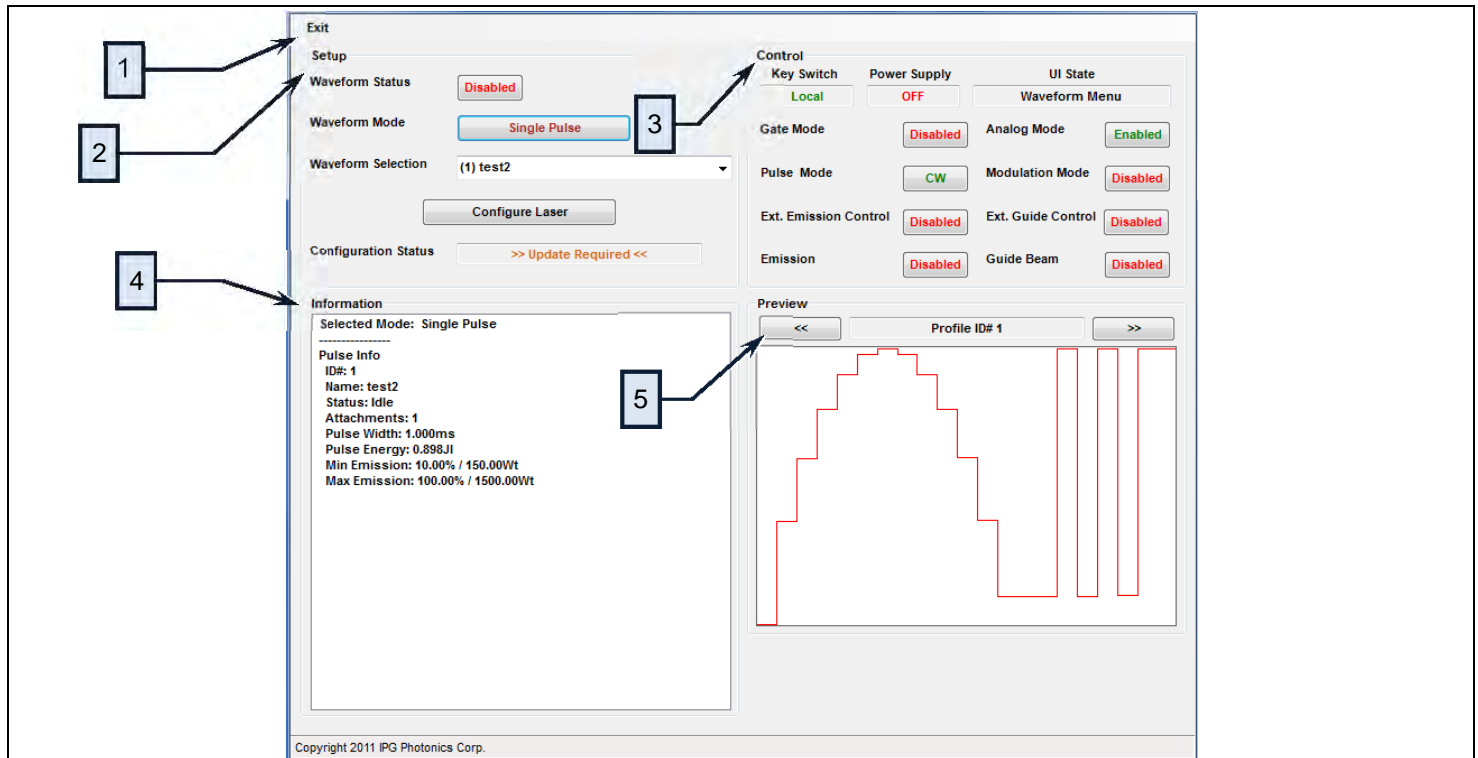 Exit
1
Setup
Waveform Status Disabled
2
Waveform Mode Single Pulse
Waveform Selection (1) test2
Configure Laser
Configuration Status >> Update Required <<
3
Control
Key Switch Power Supply UI State
Local OFF Waveform Menu
Gate Mode Disabled Analog Mode Enabled
Pulse Mode CW Modulation Mode Disabled
Ext. Emission Control Disabled Ext. Guide Control Disabled
Emission Disabled Guide Beam Disabled
4
Information
Selected Mode: Single Pulse
----------------
Pulse Info
ID#: 1
Name: test2
Status: Idle
Attachments: 1
Pulse Width: 1.000ms
Pulse Energy: 0.898Jl
Min Emission: 10.00% / 150.00Wt
Max Emission: 100.00% / 1500.00Wt
5
Preview
<< Profile ID# 1 >>
Copyright 2011 IPG Photonics Corp.